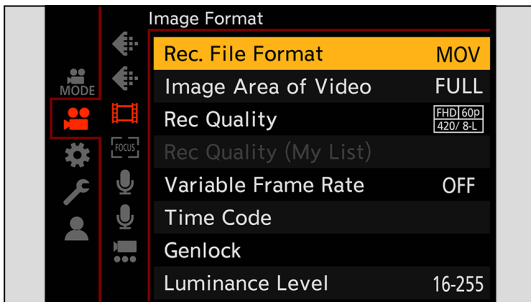 Image Format
Rec. File Format MOV
MODE
Image Area of Video FULL
Rec Quality FHD 60p 420/ 8-L
FOCUS
Rec Quality (My List)
Variable Frame Rate OFF
Time Code
Genlock
Luminance Level 16-255